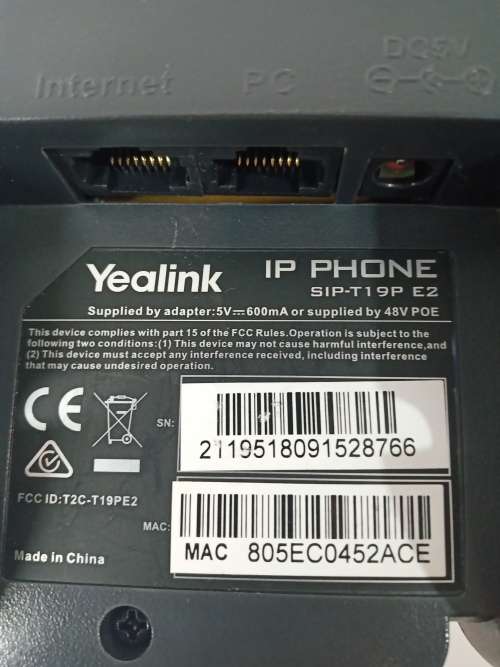 Internet PC DC5V
Yealink IP PHONE
SIP-T19P E2
Supplied by adapter:5V⎓600mA or supplied by 48V POE
This device complies with part 15 of the FCC Rules.Operation is subject to the
following two conditions:(1) This device may not cause harmful interference,and
(2) This device must accept any interference received, including interference
that may cause undesired operation.
CE
SN:
2119518091528766
FCC ID:T2C-T19PE2
MAC:
MAC 805EC0452ACE
Made in China